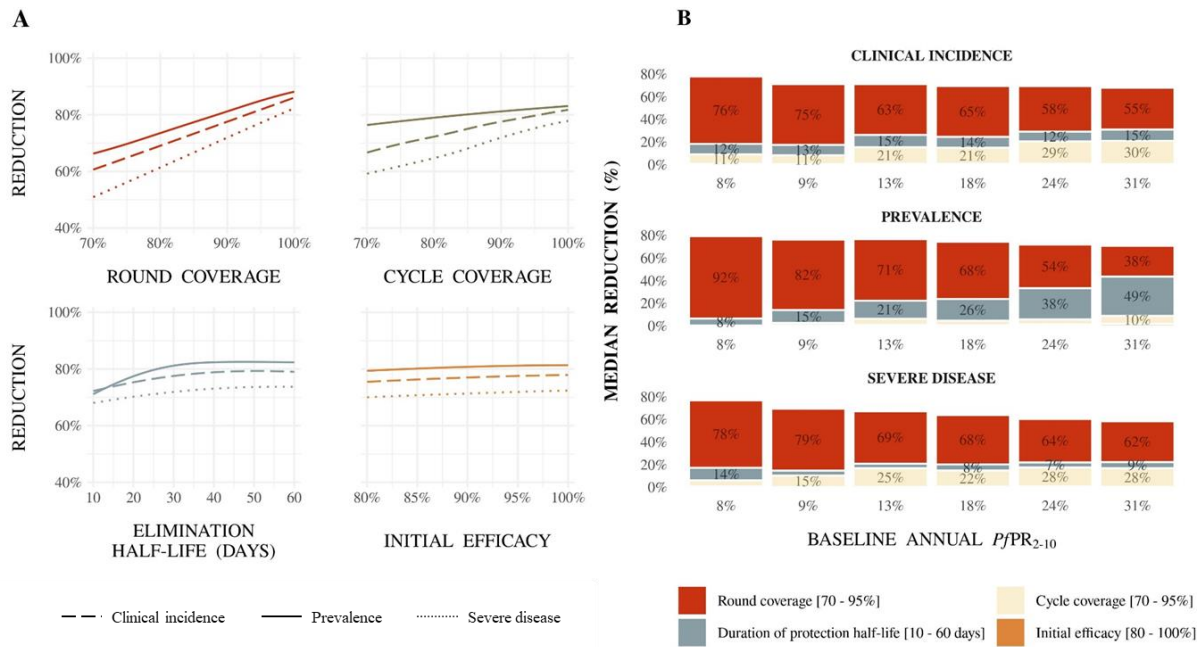 A
B
100%
80%
60%
40%
REDUCTION
70%
80%
90%
100%
ROUND COVERAGE
70%
80%
90%
100%
CYCLE COVERAGE
80%
60%
40%
REDUCTION
10
20
30
40
50
60
ELIMINATION
HALF-LIFE (DAYS)
80%
85%
90%
95%
100%
INITIAL EFFICACY
Clinical incidence
Prevalence
Severe disease
MEDIAN REDUCTION (%)
CLINICAL INCIDENCE
80%
60%
40%
20%
0%
76% 75% 63% 65% 58% 55%
12% 13% 15% 14% 12% 15%
11% 11% 21% 21% 29% 30%
8% 9% 13% 18% 24% 31%
PREVALENCE
80%
60%
40%
20%
0%
92% 82% 71% 68% 54% 38%
8% 15% 21% 26% 38% 49%
10%
8% 9% 13% 18% 24% 31%
SEVERE DISEASE
80%
60%
40%
20%
0%
78% 79% 69% 68% 64% 62%
14% 8% 7% 9%
15% 25% 22% 28% 28%
8% 9% 13% 18% 24% 31%
BASELINE ANNUAL PfPR2-10
Round coverage [70 - 95%]
Cycle coverage [70 - 95%]
Duration of protection half-life [10 - 60 days]
Initial efficacy [80 - 100%]